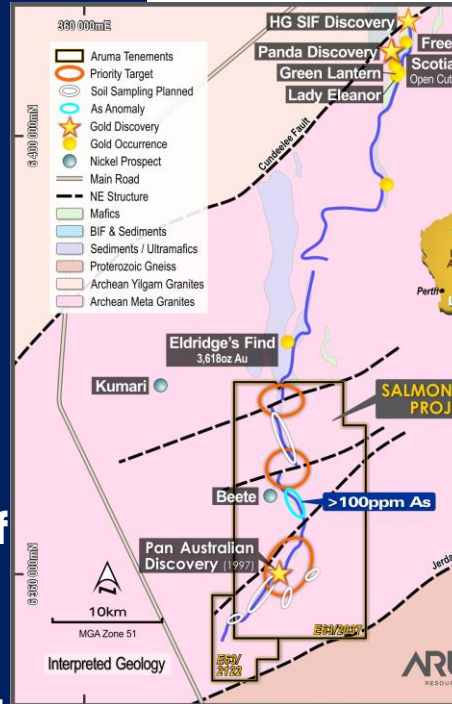 360 000mE
HG SIF Discovery
Free
Panda Discovery
Scotia
Open Cut
Green Lantern
Lady Eleanor
Aruma Tenements
Priority Target
Soil Sampling Planned
As Anomaly
Gold Discovery
Gold Occurrence
Nickel Prospect
Main Road
NE Structure
Mafics
BIF & Sediments
Sediments / Ultramafics
Proterozoic Gneiss
Archean Yilgarn Granites
Archean Meta Granites
6 400 000mN
Cundeelee Fault
Perth
Eldridge's Find
3,618oz Au
Kumari
SALMON
PROJ
Beete
>100ppm As
f
Pan Australian
Discovery (1997)
6 360 000mN
10km
MGA Zone 51
Jerda
E63/2037
E63/
2122
Interpreted Geology
ARU
RESOUR